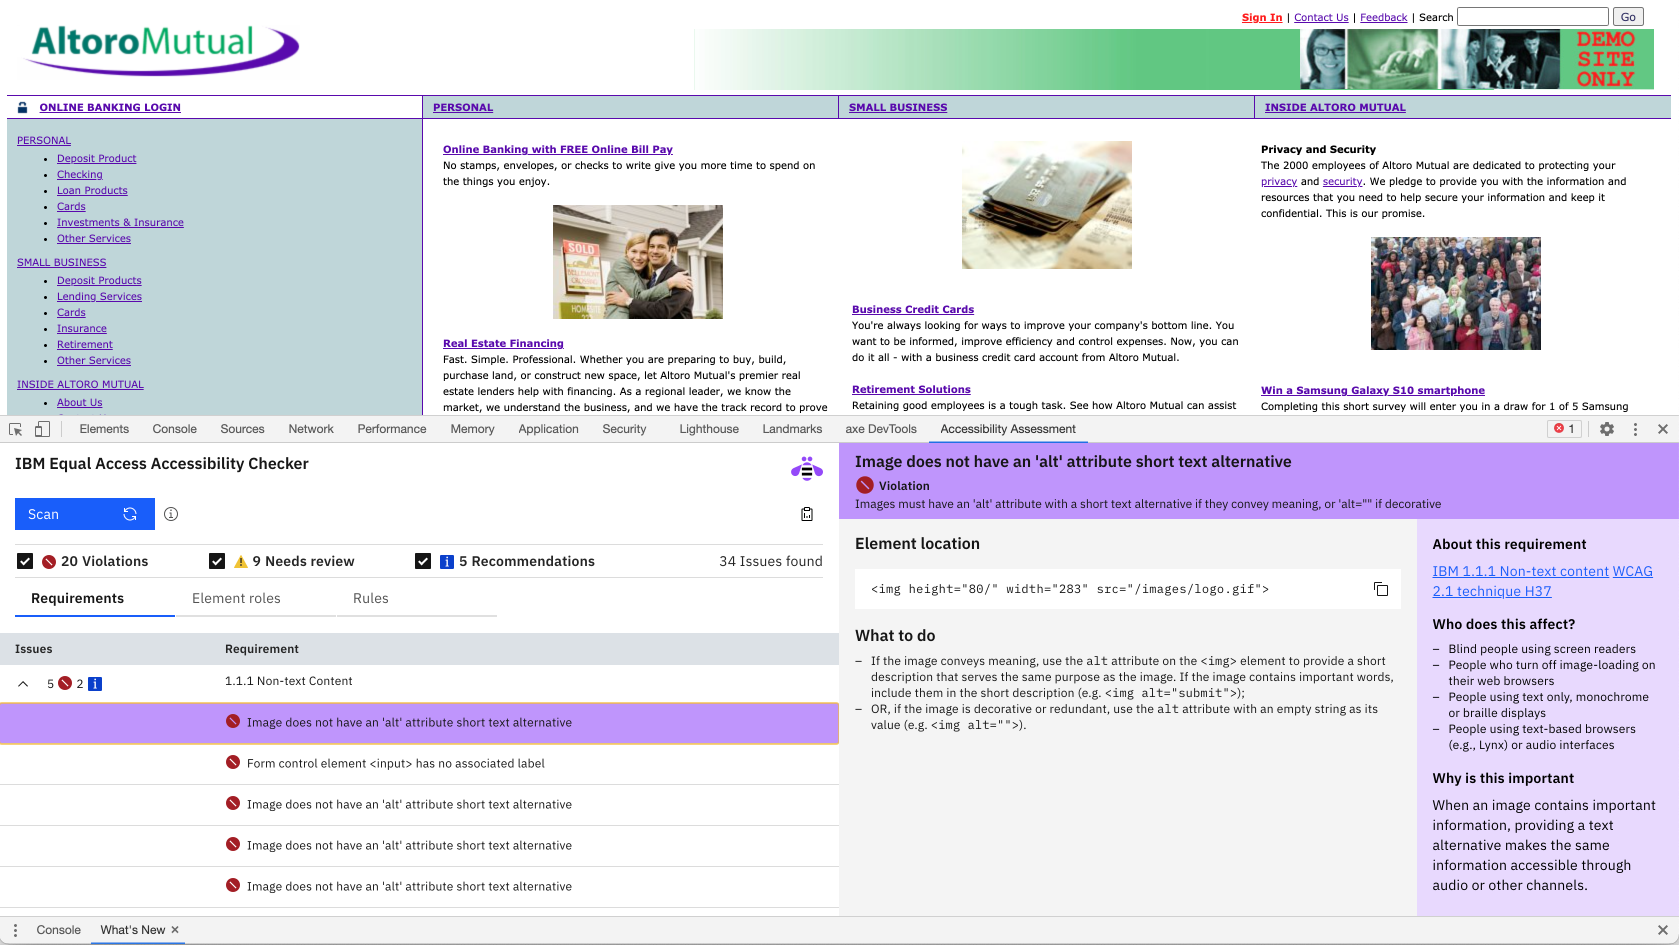 Sign In | Contact Us | Feedback | Search Go
AltoroMutual
DEMO
SITE
ONLY
ONLINE BANKING LOGIN
PERSONAL
SMALL BUSINESS
INSIDE ALTORO MUTUAL
PERSONAL
Deposit Product
Checking
Loan Products
Cards
Investments & Insurance
Other Services
SMALL BUSINESS
Deposit Products
Lending Services
Cards
Insurance
Retirement
Other Services
INSIDE ALTORO MUTUAL
About Us
Online Banking with FREE Online Bill Pay
No stamps, envelopes, or checks to write give you more time to spend on
the things you enjoy.
SOLD
Real Estate Financing
Fast. Simple. Professional. Whether you are preparing to buy, build,
purchase land, or construct new space, let Altoro Mutual's premier real
estate lenders help with financing. As a regional leader, we know the
market, we understand the business, and we have the track record to prove
Business Credit Cards
You're always looking for ways to improve your company's bottom line. You
want to be informed, improve efficiency and control expenses. Now, you can
do it all - with a business credit card account from Altoro Mutual.
Retirement Solutions
Retaining good employees is a tough task. See how Altoro Mutual can assist
Privacy and Security
The 2000 employees of Altoro Mutual are dedicated to protecting your
privacy and security. We pledge to provide you with the information and
resources that you need to help secure your information and keep it
confidential. This is our promise.
Win a Samsung Galaxy S10 smartphone
Completing this short survey will enter you in a draw for 1 of 5 Samsung
Elements Console Sources Network Performance Memory Application Security Lighthouse Landmarks axe DevTools Accessibility Assessment 1
IBM Equal Access Accessibility Checker
Scan
20 Violations
9 Needs review
5 Recommendations
34 Issues found
Requirements
Element roles
Rules
Issues
Requirement
5 2 1.1.1 Non-text Content
Image does not have an 'alt' attribute short text alternative
Form control element <input> has no associated label
Image does not have an 'alt' attribute short text alternative
Image does not have an 'alt' attribute short text alternative
Image does not have an 'alt' attribute short text alternative
Image does not have an 'alt' attribute short text alternative
Violation
Images must have an 'alt' attribute with a short text alternative if they convey meaning, or 'alt="" if decorative
Element location
<img height="80/" width="283" src="/images/logo.gif">
What to do
– If the image conveys meaning, use the alt attribute on the <img> element to provide a short
description that serves the same purpose as the image. If the image contains important words,
include them in the short description (e.g. <img alt="submit">);
– OR, if the image is decorative or redundant, use the alt attribute with an empty string as its
value (e.g. <img alt="">).
About this requirement
IBM 1.1.1 Non-text content WCAG
2.1 technique H37
Who does this affect?
– Blind people using screen readers
– People who turn off image-loading on
their web browsers
– People using text only, monochrome
or braille displays
– People using text-based browsers
(e.g., Lynx) or audio interfaces
Why is this important
When an image contains important
information, providing a text
alternative makes the same
information accessible through
audio or other channels.
Console
What's New